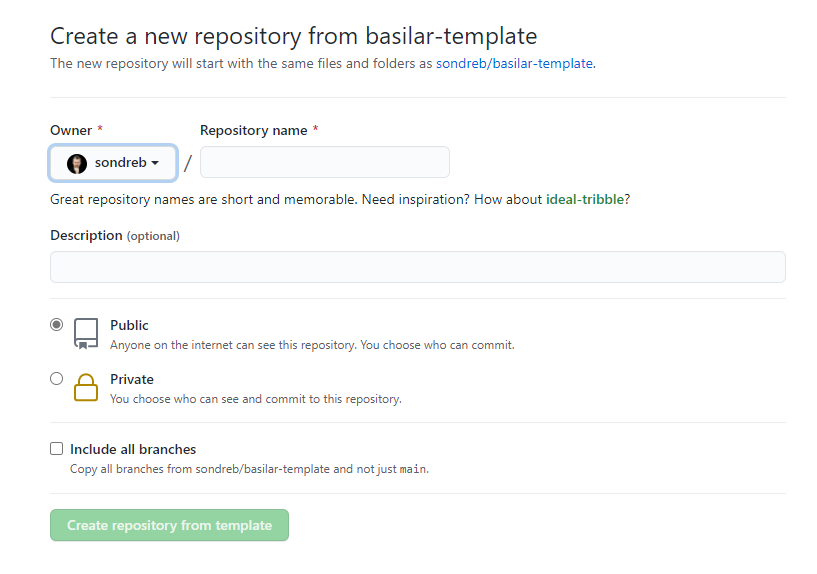 Create a new repository from basilar-template
The new repository will start with the same files and folders as sondreb/basilar-template.
Owner * Repository name *
sondreb /
Great repository names are short and memorable. Need inspiration? How about ideal-tribble?
Description (optional)
Public
Anyone on the internet can see this repository. You choose who can commit.
Private
You choose who can see and commit to this repository.
Include all branches
Copy all branches from sondreb/basilar-template and not just main.
Create repository from template